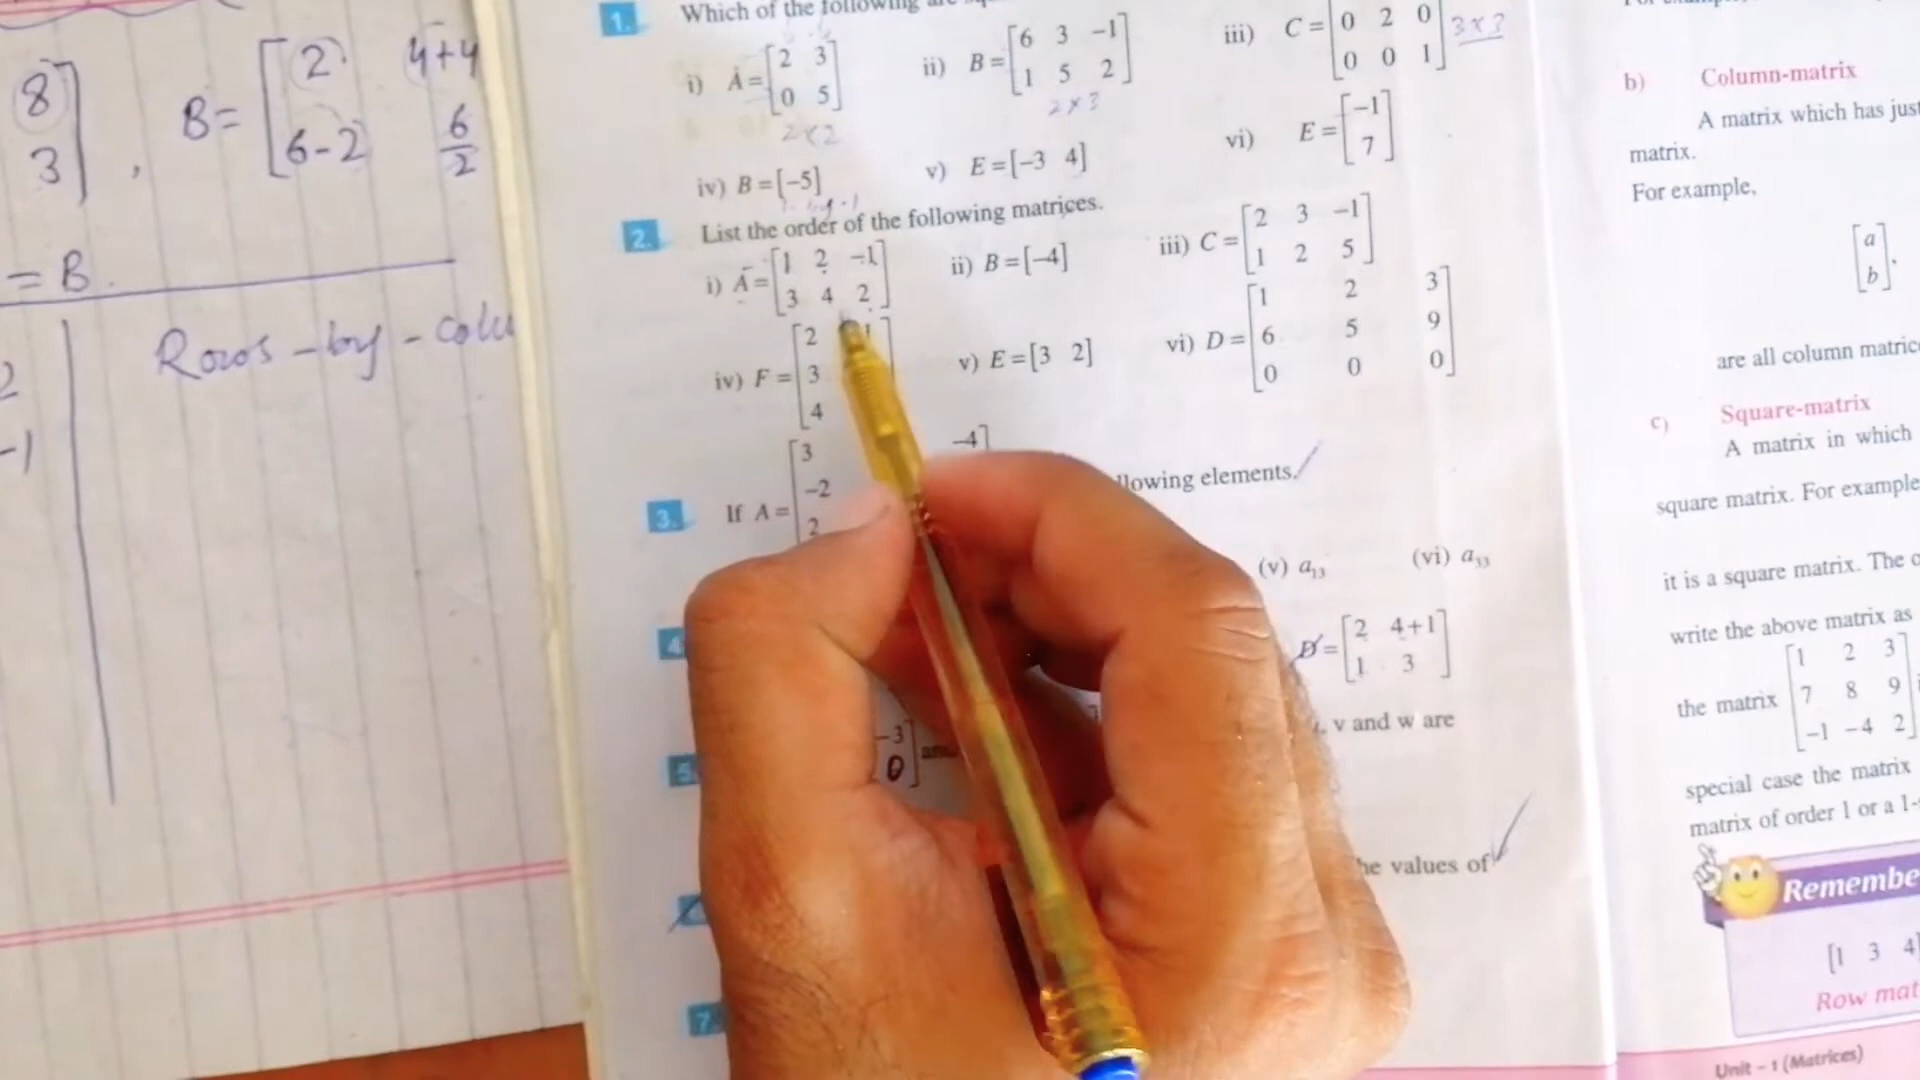 8
3
, B = [2 4+4
6-2 6/2]
= B.
2
-1
Rows-by-colu
1. Which of the following
i) A = [2 3
0 5]
2×2
ii) B = [6 3 −1
1 5 2]
2×3
iii) C = [0 2 0
0 0 1]
3×3
iv) B = [−5]
v) E = [−3 4]
vi) E = [−1
7]
2. List the order of the following matrices.
i) A = [1 2 −1
3 4 2]
ii) B = [−4]
iii) C = [2 3 −1
1 2 5]
iv) F = [2 1
3
4
v) E = [3 2]
vi) D = [1 2 3
6 5 9
0 0 0]
3. If A = [3 −4]
−2
2
llowing elements.
(v) a₁₃ (vi) a₃₃
4
D = [2 4+1
1 3]
5.
−3
0] and
, v and w are
he values of
7.
b) Column-matrix
A matrix which has just
matrix.
For example,
[a
b],
are all column matric
c) Square-matrix
A matrix in which
square matrix. For example
it is a square matrix. The o
write the above matrix as
the matrix [1 2 3
7 8 9
−1 −4 2]
special case the matrix
matrix of order 1 or a 1-
Remembe
[1 3 4]
Row mat
Unit – 1 (Matrices)